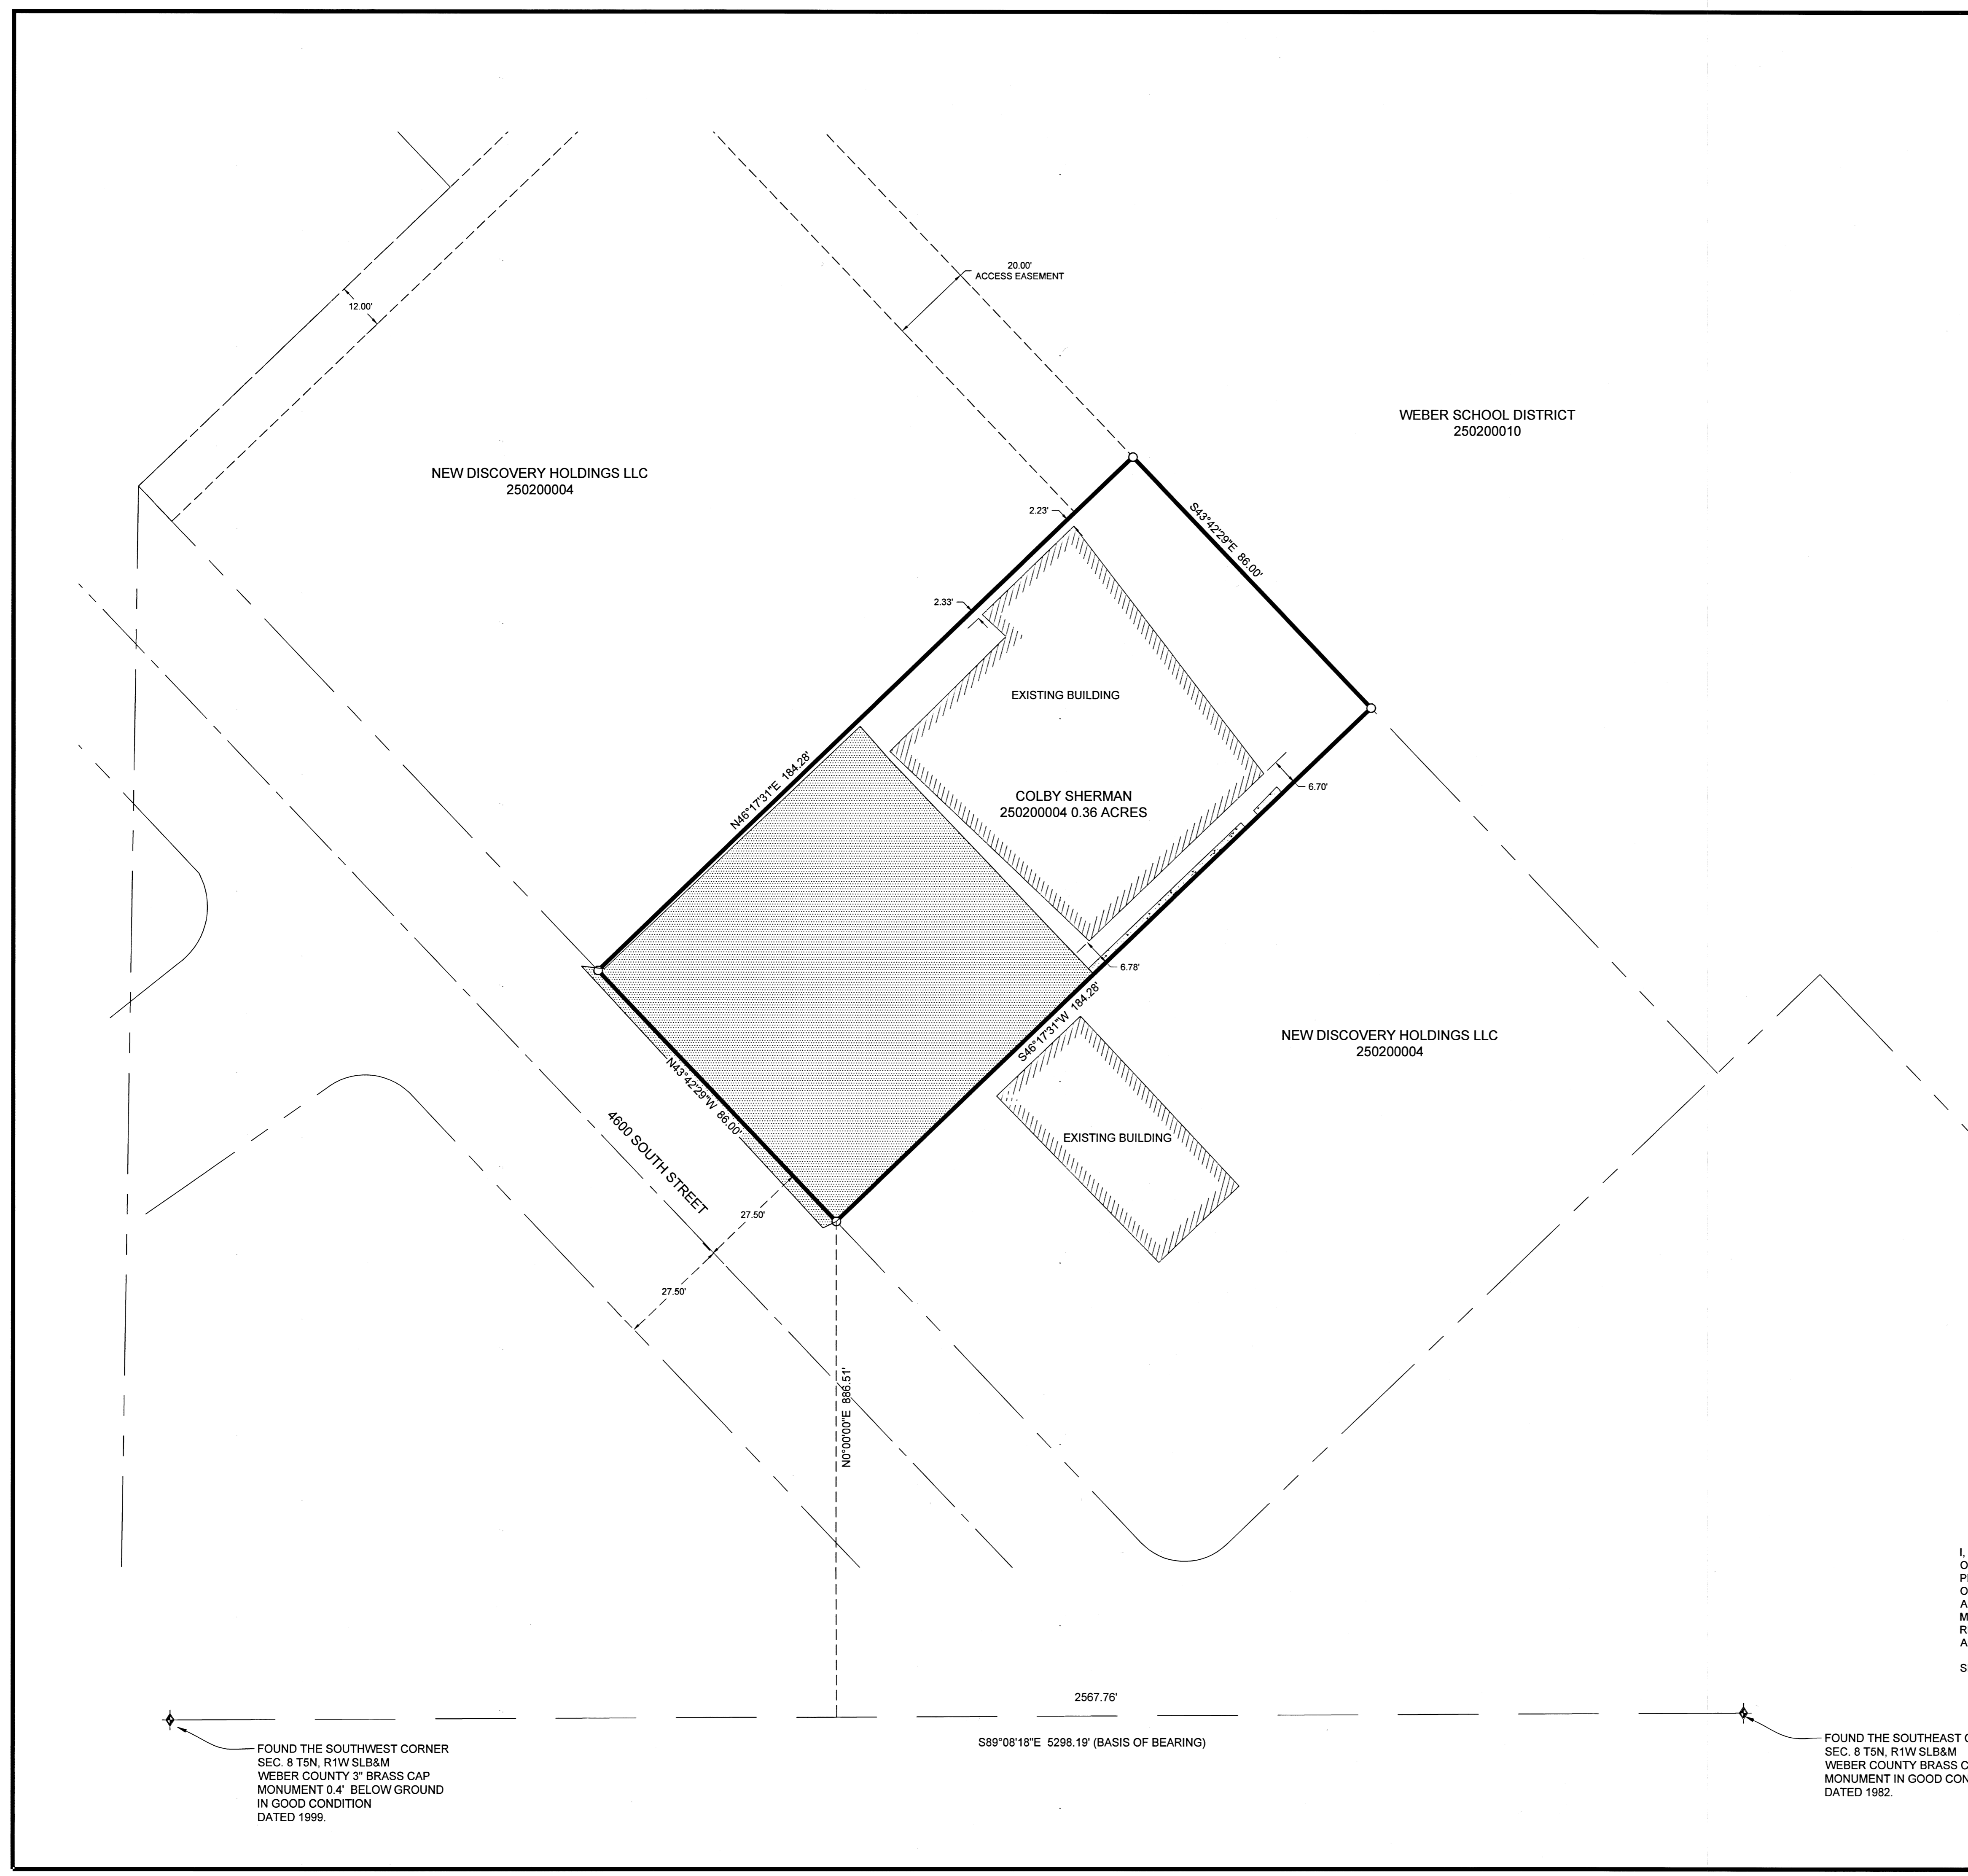 20.00'
ACCESS EASEMENT
12.00'
WEBER SCHOOL DISTRICT
250200010
NEW DISCOVERY HOLDINGS LLC
250200004
2.23'
S43°42'29"E 86.00'
2.33'
EXISTING BUILDING
N46°17'31"E 184.28'
COLBY SHERMAN
250200004 0.36 ACRES
6.70'
6.78'
S46°17'31"W 184.28'
NEW DISCOVERY HOLDINGS LLC
250200004
N43°42'29"W 86.00'
4600 SOUTH STREET
EXISTING BUILDING
27.50'
27.50'
N0°00'00"E 886.51'
I,
O
P
O
A
M
R
A
S
2567.76'
S89°08'18"E 5298.19' (BASIS OF BEARING)
FOUND THE SOUTHWEST CORNER
SEC. 8 T5N, R1W SLB&M
WEBER COUNTY 3" BRASS CAP
MONUMENT 0.4' BELOW GROUND
IN GOOD CONDITION
DATED 1999.
FOUND THE SOUTHEAST
SEC. 8 T5N, R1W SLB&M
WEBER COUNTY BRASS C
MONUMENT IN GOOD CON
DATED 1982.